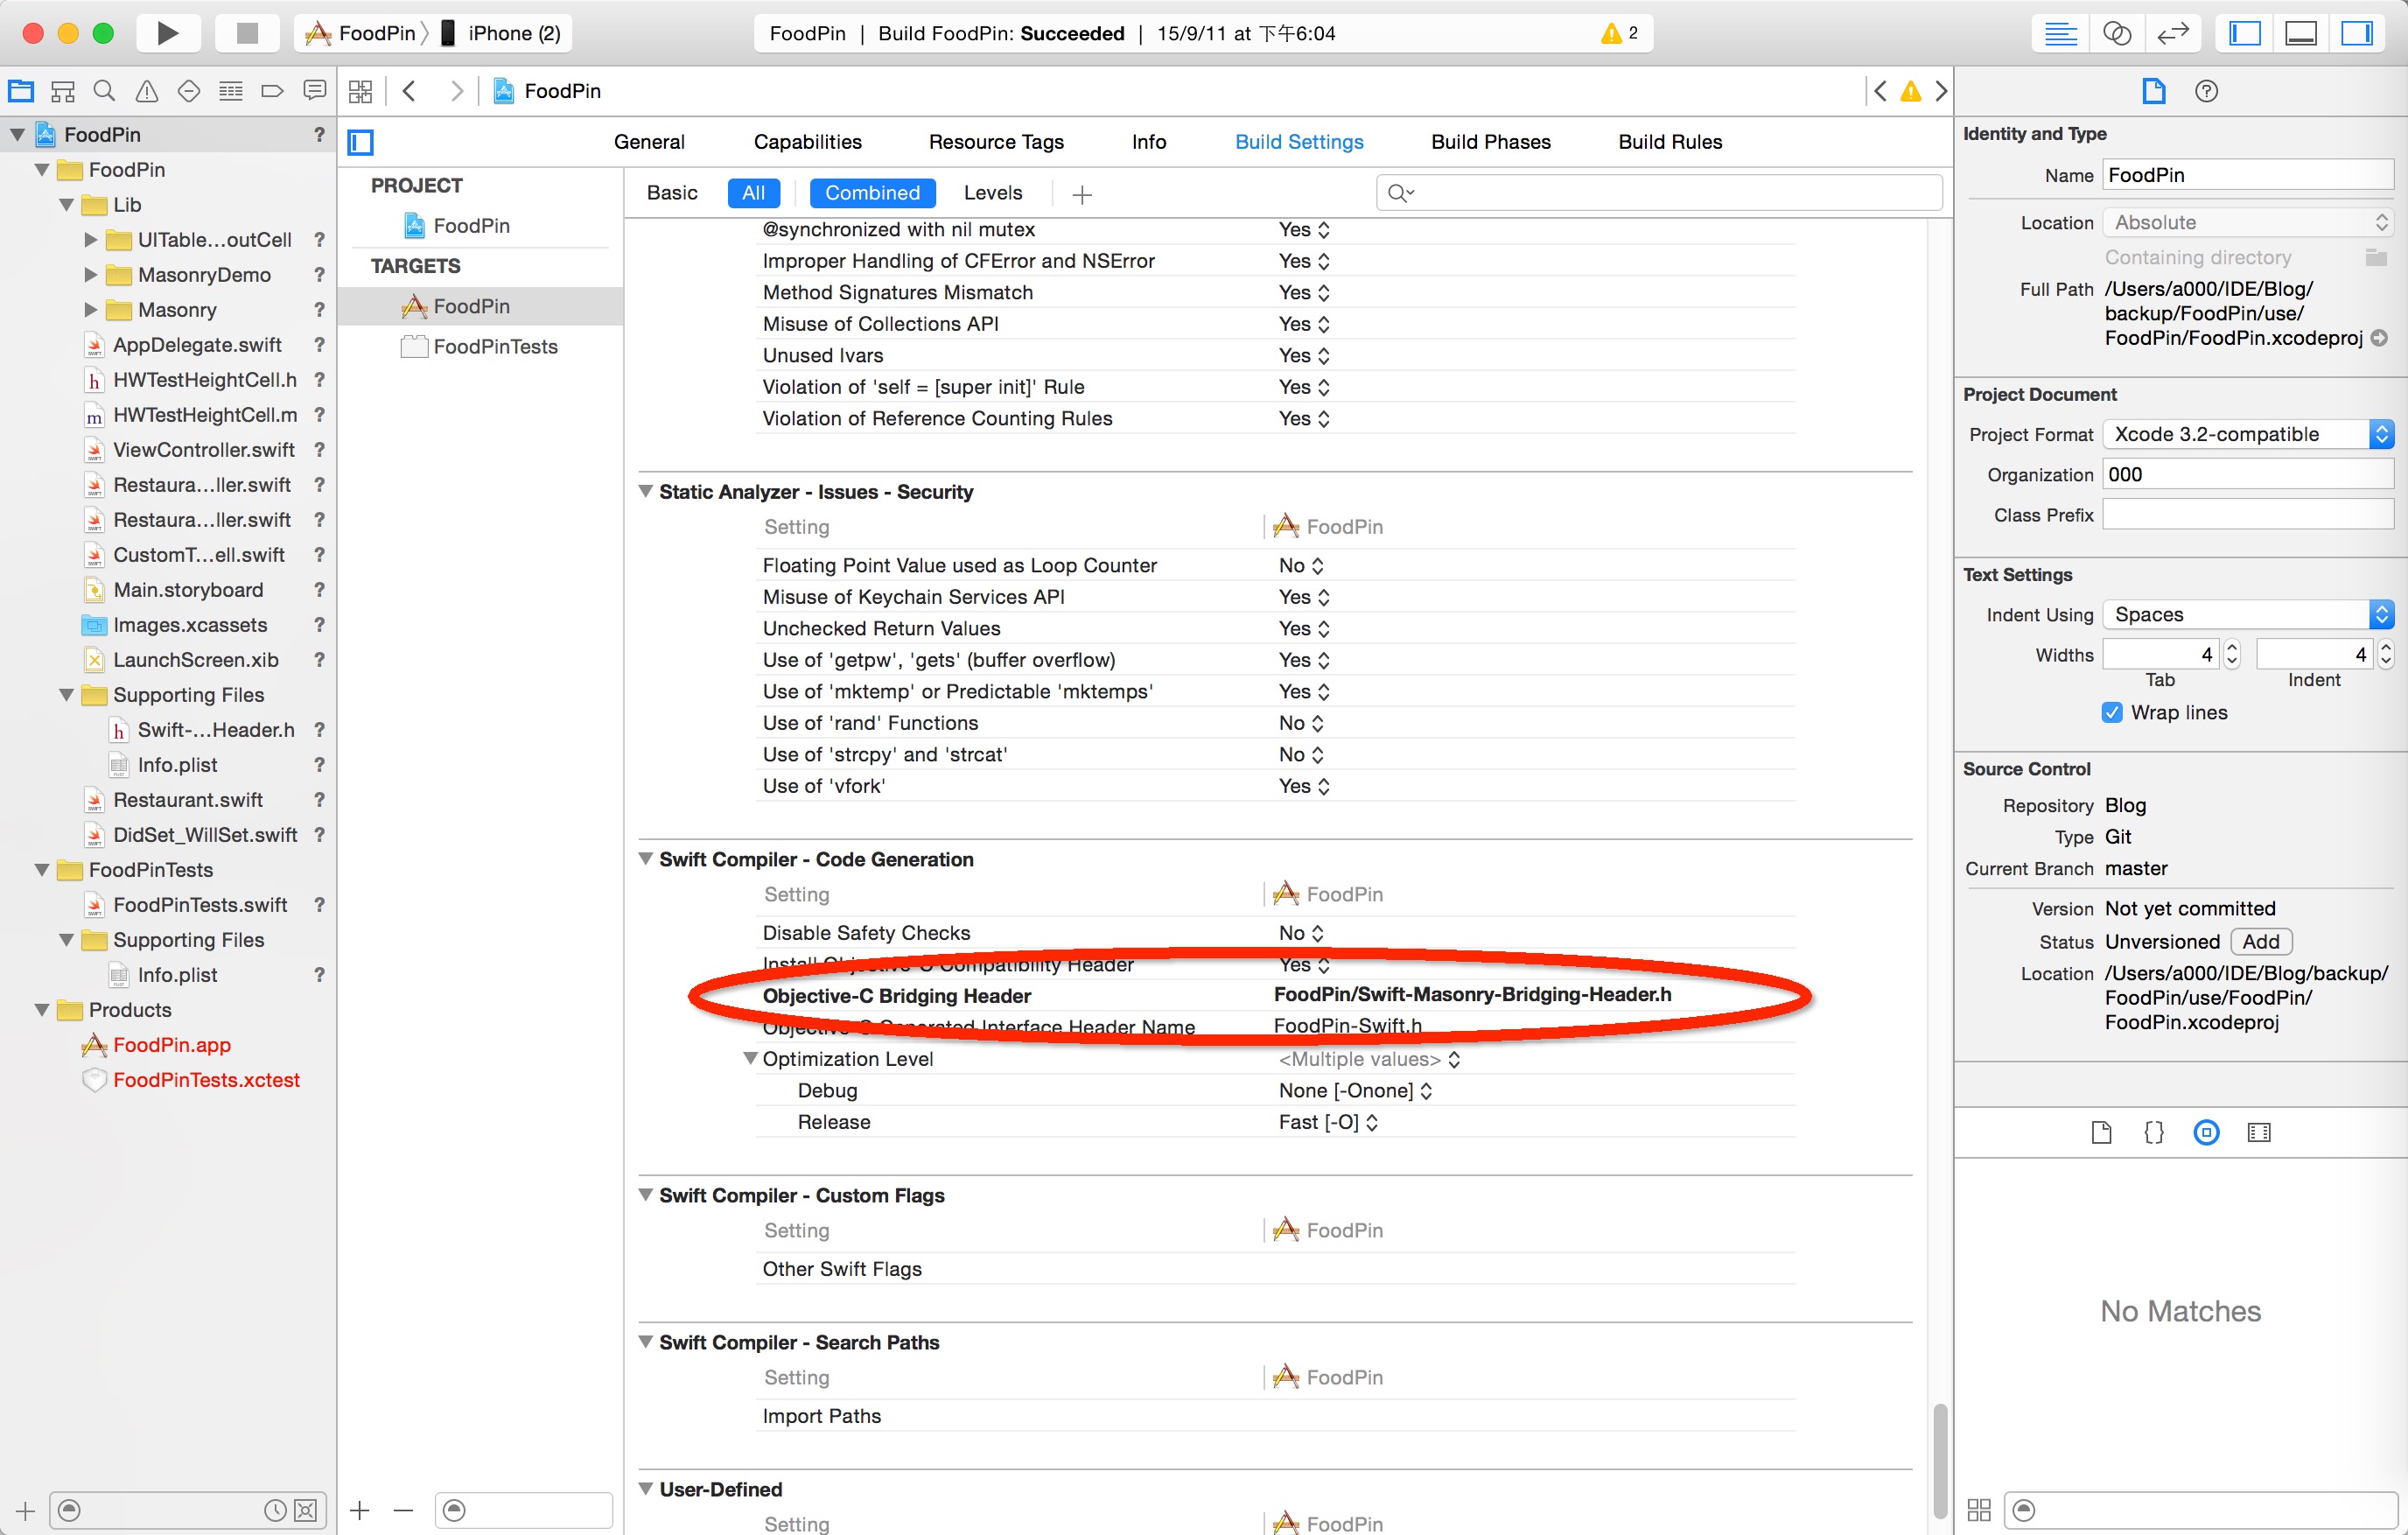 FoodPin 〉 iPhone (2)
FoodPin | Build FoodPin: Succeeded | 15/9/11 at 下午6:04
2
FoodPin
FoodPin ?
FoodPin
Lib
UITable...outCell ?
MasonryDemo ?
Masonry ?
AppDelegate.swift ?
HWTestHeightCell.h ?
HWTestHeightCell.m ?
ViewController.swift ?
Restaura...ller.swift ?
Restaura...ller.swift ?
CustomT...ell.swift ?
Main.storyboard ?
Images.xcassets ?
LaunchScreen.xib ?
Supporting Files
Swift-...Header.h ?
Info.plist ?
Restaurant.swift ?
DidSet_WillSet.swift ?
FoodPinTests
FoodPinTests.swift ?
Supporting Files
Info.plist ?
Products
FoodPin.app
FoodPinTests.xctest
General Capabilities Resource Tags Info Build Settings Build Phases Build Rules
PROJECT
FoodPin
TARGETS
FoodPin
FoodPinTests
Basic All Combined Levels
@synchronized with nil mutex Yes
Improper Handling of CFError and NSError Yes
Method Signatures Mismatch Yes
Misuse of Collections API Yes
Unused Ivars Yes
Violation of 'self = [super init]' Rule Yes
Violation of Reference Counting Rules Yes
Static Analyzer - Issues - Security
Setting FoodPin
Floating Point Value used as Loop Counter No
Misuse of Keychain Services API Yes
Unchecked Return Values Yes
Use of 'getpw', 'gets' (buffer overflow) Yes
Use of 'mktemp' or Predictable 'mktemps' Yes
Use of 'rand' Functions No
Use of 'strcpy' and 'strcat' No
Use of 'vfork' Yes
Swift Compiler - Code Generation
Setting FoodPin
Disable Safety Checks No
Install Objective-C Compatibility Header Yes
Objective-C Bridging Header FoodPin/Swift-Masonry-Bridging-Header.h
Objective-C Generated Interface Header Name FoodPin-Swift.h
Optimization Level <Multiple values>
Debug None [-Onone]
Release Fast [-O]
Swift Compiler - Custom Flags
Setting FoodPin
Other Swift Flags
Swift Compiler - Search Paths
Setting FoodPin
Import Paths
User-Defined
Setting FoodPin
Identity and Type
Name FoodPin
Location Absolute
Containing directory
Full Path /Users/a000/IDE/Blog/
backup/FoodPin/use/
FoodPin/FoodPin.xcodeproj
Project Document
Project Format Xcode 3.2-compatible
Organization 000
Class Prefix
Text Settings
Indent Using Spaces
Widths 4 4
Tab Indent
Wrap lines
Source Control
Repository Blog
Type Git
Current Branch master
Version Not yet committed
Status Unversioned Add
Location /Users/a000/IDE/Blog/backup/
FoodPin/use/FoodPin/
FoodPin.xcodeproj
No Matches